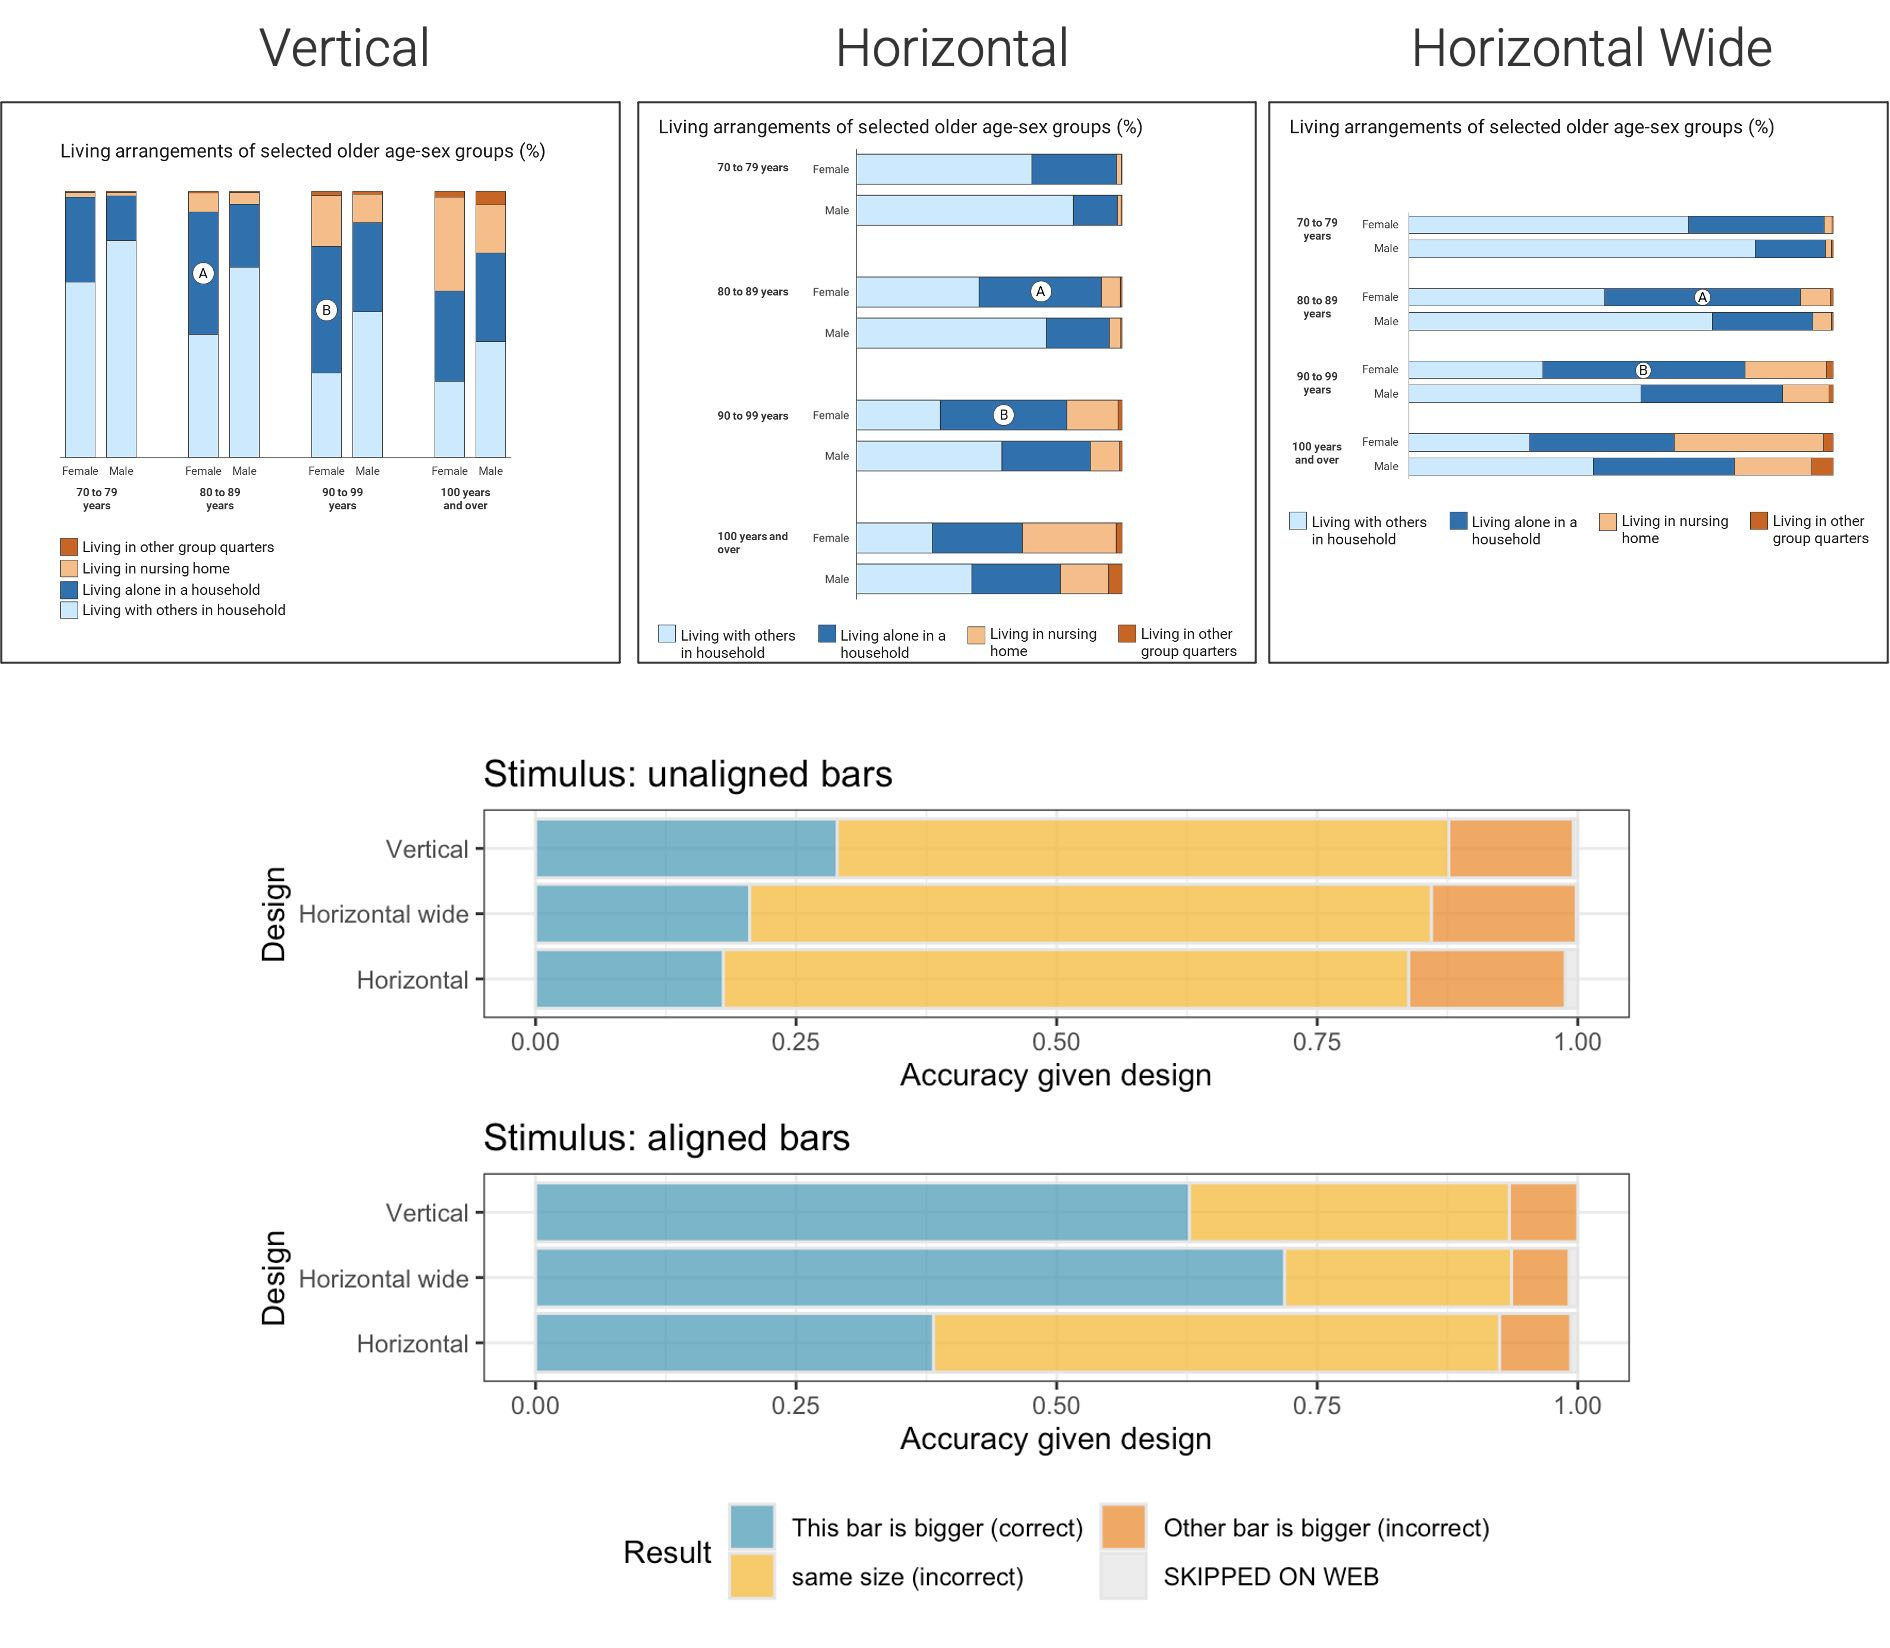 Vertical
Horizontal
Horizontal Wide
Living arrangements of selected older age-sex groups (%)
A
B
Female Male Female Male Female Male Female Male
70 to 79
years
80 to 89
years
90 to 99
years
100 years
and over
Living in other group quarters
Living in nursing home
Living alone in a household
Living with others in household
Living arrangements of selected older age-sex groups (%)
70 to 79 years Female
Male
80 to 89 years Female A
Male
90 to 99 years Female B
Male
100 years and
over
Female
Male
Living with others
in household
Living alone in a
household
Living in nursing
home
Living in other
group quarters
Living arrangements of selected older age-sex groups (%)
70 to 79
years
Female
Male
80 to 89
years
Female A
Male
90 to 99
years
Female B
Male
100 years
and over
Female
Male
Living with others
in household
Living alone in a
household
Living in nursing
home
Living in other
group quarters
Stimulus: unaligned bars
Design
Vertical
Horizontal wide
Horizontal
0.00 0.25 0.50 0.75 1.00
Accuracy given design
Stimulus: aligned bars
Design
Vertical
Horizontal wide
Horizontal
0.00 0.25 0.50 0.75 1.00
Accuracy given design
Result
This bar is bigger (correct)
same size (incorrect)
Other bar is bigger (incorrect)
SKIPPED ON WEB